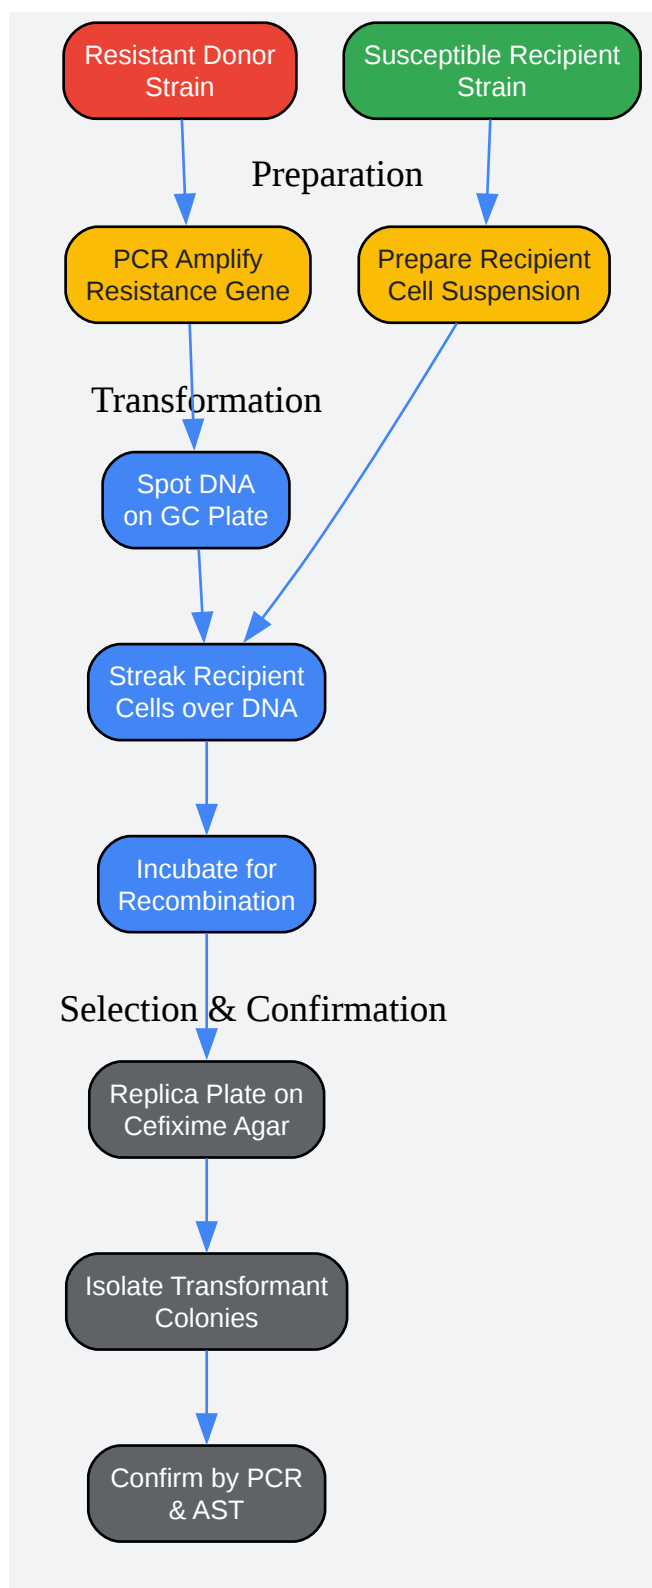 Resistant Donor
Strain
Susceptible Recipient
Strain
Preparation
PCR Amplify
Resistance Gene
Prepare Recipient
Cell Suspension
Transformation
Spot DNA
on GC Plate
Streak Recipient
Cells over DNA
Incubate for
Recombination
Selection & Confirmation
Replica Plate on
Cefixime Agar
Isolate Transformant
Colonies
Confirm by PCR
& AST